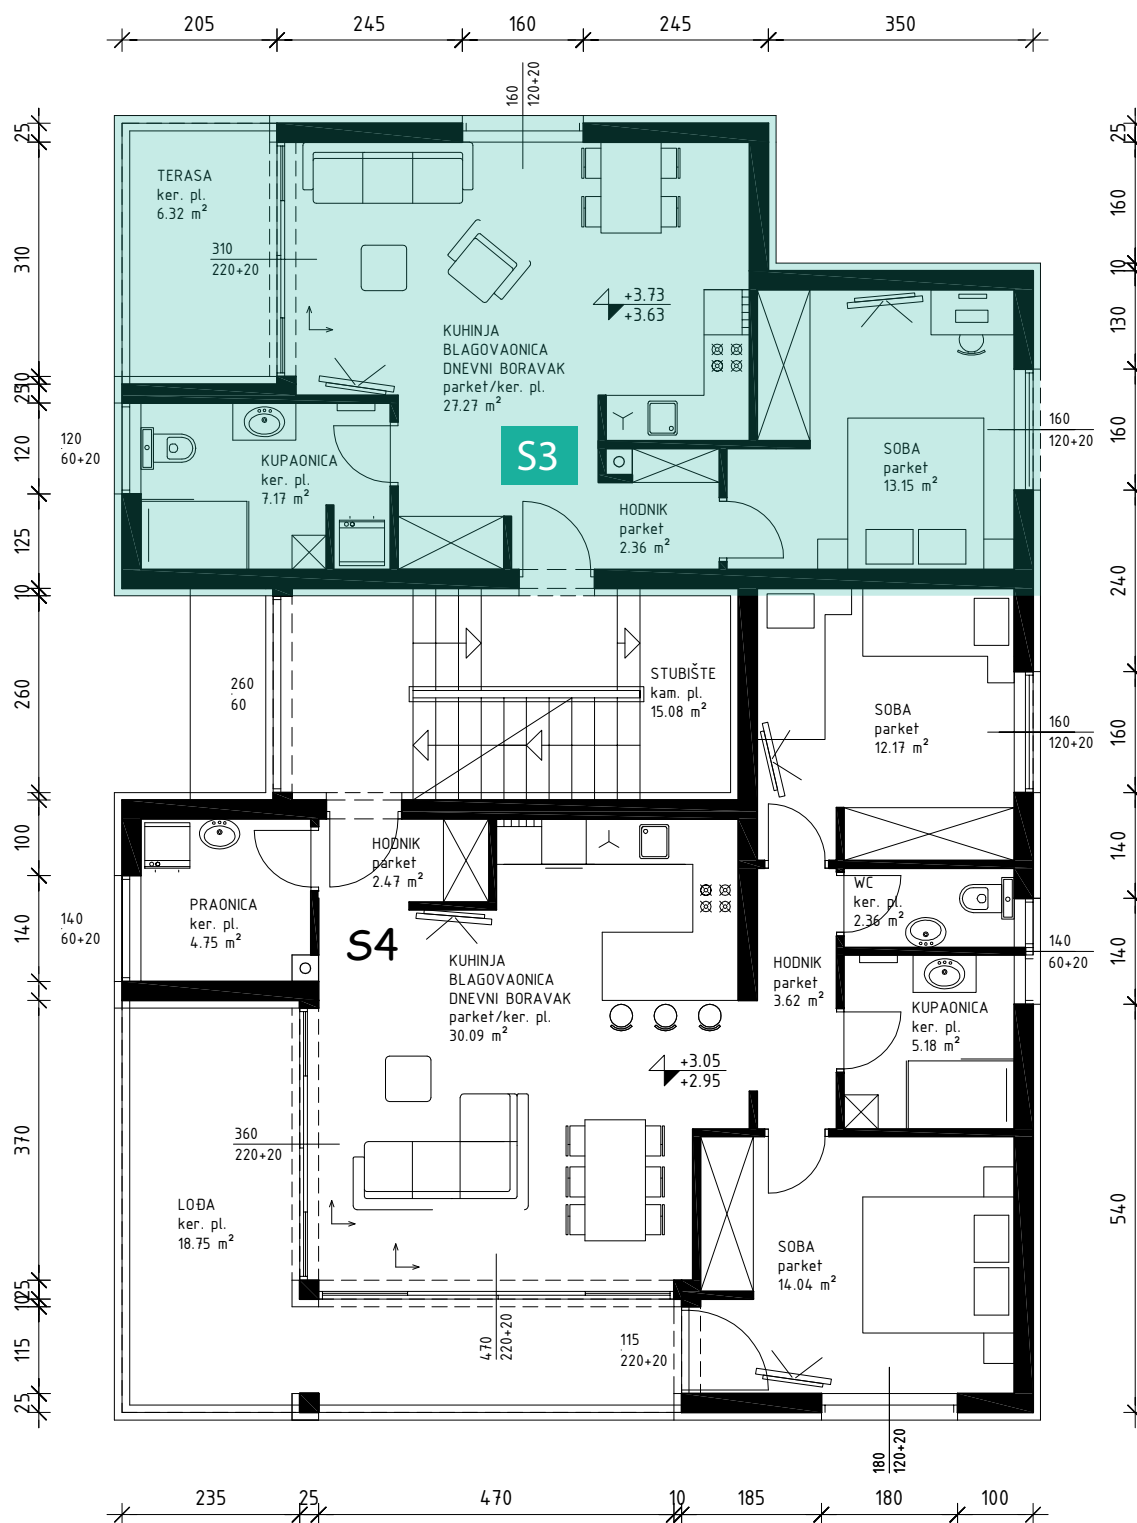 205
245
160
245
350
160
120+20
25
310
10
25
120
125
10
260
100
140
370
25
10
115
25
25
160
10
130
160
240
160
140
140
540
TERASA
ker. pl.
6.32 m²
310
220+20
+3.73
+3.63
KUHINJA
BLAGOVAONICA
DNEVNI BORAVAK
parket/ker. pl.
27.27 m²
S3
120
60+20
KUPAONICA
ker. pl.
7.17 m²
HODNIK
parket
2.36 m²
SOBA
parket
13.15 m²
160
120+20
260
60
STUBIŠTE
kam. pl.
15.08 m²
SOBA
parket
12.17 m²
160
120+20
HODNIK
parket
2.47 m²
PRAONICA
ker. pl.
4.75 m²
140
60+20
S4
KUHINJA
BLAGOVAONICA
DNEVNI BORAVAK
parket/ker. pl.
30.09 m²
WC
ker. pl.
2.36 m²
140
60+20
HODNIK
parket
3.62 m²
KUPAONICA
ker. pl.
5.18 m²
+3.05
+2.95
360
220+20
LOĐA
ker. pl.
18.75 m²
SOBA
parket
14.04 m²
470
220+20
115
220+20
180
120+20
235
25
470
10
185
180
100